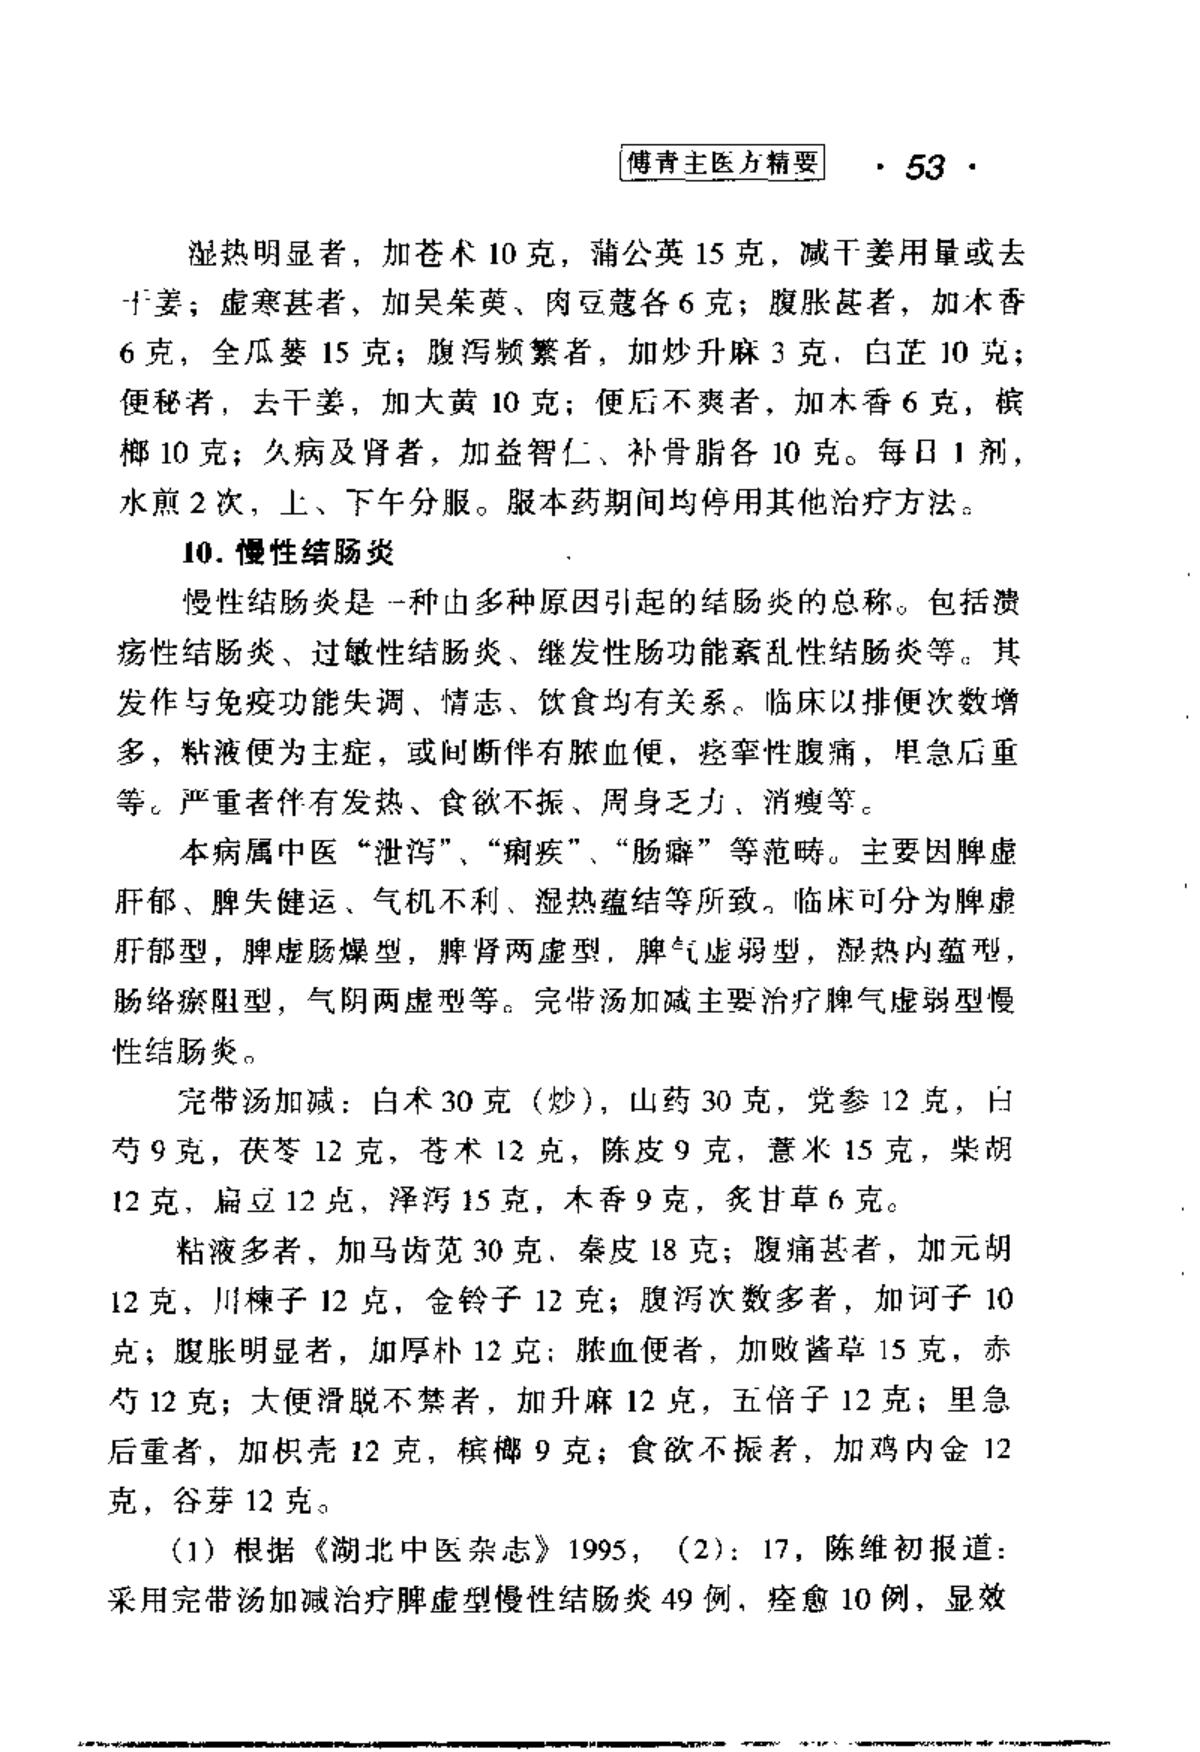 傅青主医方精要 · 53 ·
湿热明显者，加苍术 10 克，蒲公英 15 克，减干姜用量或去
干姜；虚寒甚者，加吴茱萸、肉豆蔻各 6 克；腹胀甚者，加木香
6 克，全瓜蒌 15 克；腹泻频繁者，加炒升麻 3 克，白芷 10 克；
便秘者，去干姜，加大黄 10 克；便后不爽者，加木香 6 克，槟
榔 10 克；久病及肾者，加益智仁、补骨脂各 10 克。每日 1 剂，
水煎 2 次，上、下午分服。服本药期间均停用其他治疗方法。
10. 慢性结肠炎
慢性结肠炎是一种由多种原因引起的结肠炎的总称。包括溃
疡性结肠炎、过敏性结肠炎、继发性肠功能紊乱性结肠炎等。其
发作与免疫功能失调、情志、饮食均有关系。临床以排便次数增
多，粘液便为主症，或间断伴有脓血便，痉挛性腹痛，里急后重
等。严重者伴有发热、食欲不振、周身乏力、消瘦等。
本病属中医“泄泻”、“痢疾”、“肠癖”等范畴。主要因脾虚
肝郁、脾失健运、气机不利、湿热蕴结等所致。临床可分为脾虚
肝郁型，脾虚肠燥型，脾肾两虚型，脾气虚弱型，湿热内蕴型，
肠络瘀阻型，气阴两虚型等。完带汤加减主要治疗脾气虚弱型慢
性结肠炎。
完带汤加减：白术 30 克（炒），山药 30 克，党参 12 克，白
芍 9 克，茯苓 12 克，苍术 12 克，陈皮 9 克，薏米 15 克，柴胡
12 克，扁豆 12 克，泽泻 15 克，木香 9 克，炙甘草 6 克。
粘液多者，加马齿苋 30 克、秦皮 18 克；腹痛甚者，加元胡
12 克，川楝子 12 克，金铃子 12 克；腹泻次数多者，加诃子 10
克；腹胀明显者，加厚朴 12 克；脓血便者，加败酱草 15 克，赤
芍 12 克；大便滑脱不禁者，加升麻 12 克，五倍子 12 克；里急
后重者，加枳壳 12 克，槟榔 9 克；食欲不振者，加鸡内金 12
克，谷芽 12 克。
（1）根据《湖北中医杂志》1995，（2）：17，陈维初报道：
采用完带汤加减治疗脾虚型慢性结肠炎 49 例，痊愈 10 例，显效